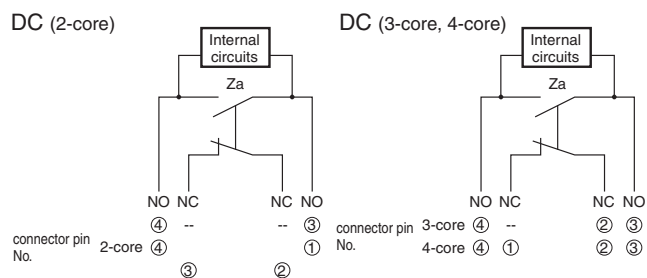 DC (2-core)
Internal
circuits
Za
NO NC NC NO
④ -- -- ③
connector pin
No.
2-core ④ ①
③ ②
DC (3-core, 4-core)
Internal
circuits
Za
NO NC NC NO
connector pin
No.
3-core ④ -- ② ③
4-core ④ ① ② ③